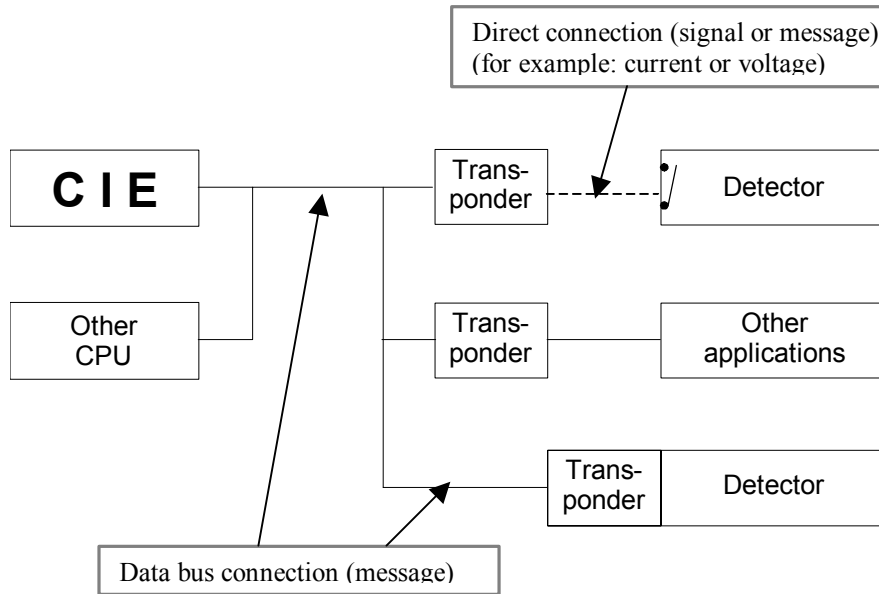 Direct connection (signal or message)
(for example: current or voltage)
C I E
Trans-
ponder
Detector
Other
CPU
Trans-
ponder
Other
applications
Trans-
ponder
Detector
Data bus connection (message)